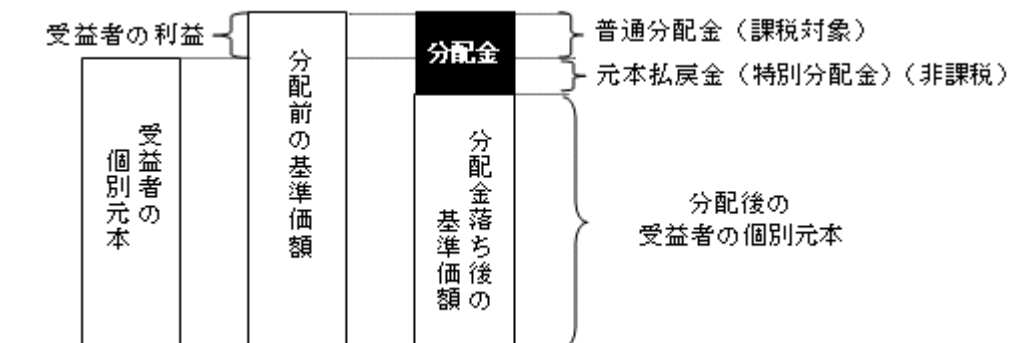 受益者の利益
受益者の
個別元本
分配前の基準価額
分配金
分配金落ち後の
基準価額
普通分配金（課税対象）
元本払戻金（特別分配金）（非課税）
分配後の
受益者の個別元本